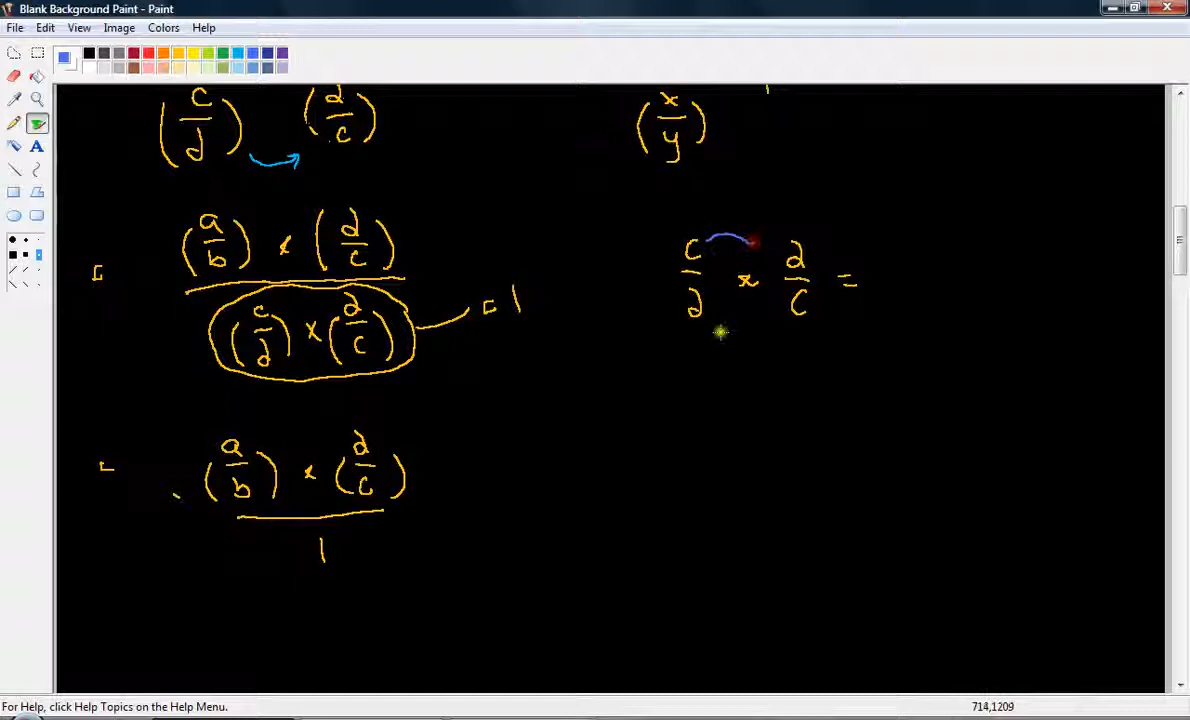 Blank Background Paint - Paint
File Edit View Image Colors Help
(c/d) (d/c)
(x/y)
= (a/b) × (d/c)
(c/d) × (d/c) = 1
c/d × d/c =
= (a/b) × (d/c)
1
For Help, click Help Topics on the Help Menu.
714,1209